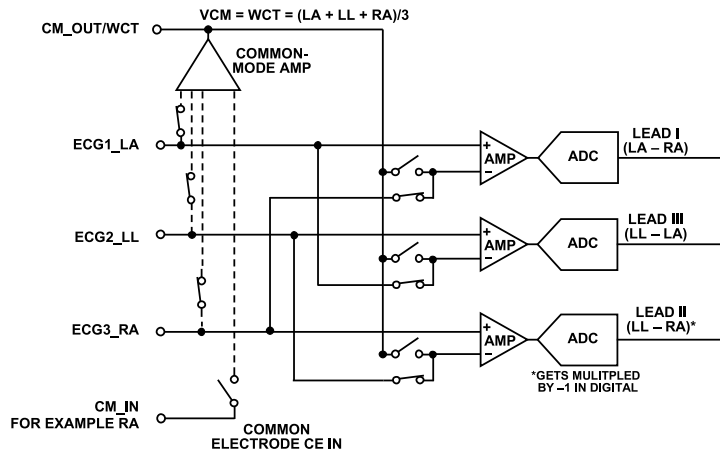 VCM = WCT = (LA + LL + RA)/3
CM_OUT/WCT
COMMON-
MODE AMP
ECG1_LA
+
AMP
−
ADC
LEAD I
(LA – RA)
ECG2_LL
+
AMP
−
ADC
LEAD III
(LL – LA)
ECG3_RA
+
AMP
−
ADC
LEAD II
(LL – RA)*
*GETS MULITPLED
BY –1 IN DIGITAL
CM_IN
FOR EXAMPLE RA
COMMON
ELECTRODE CE IN